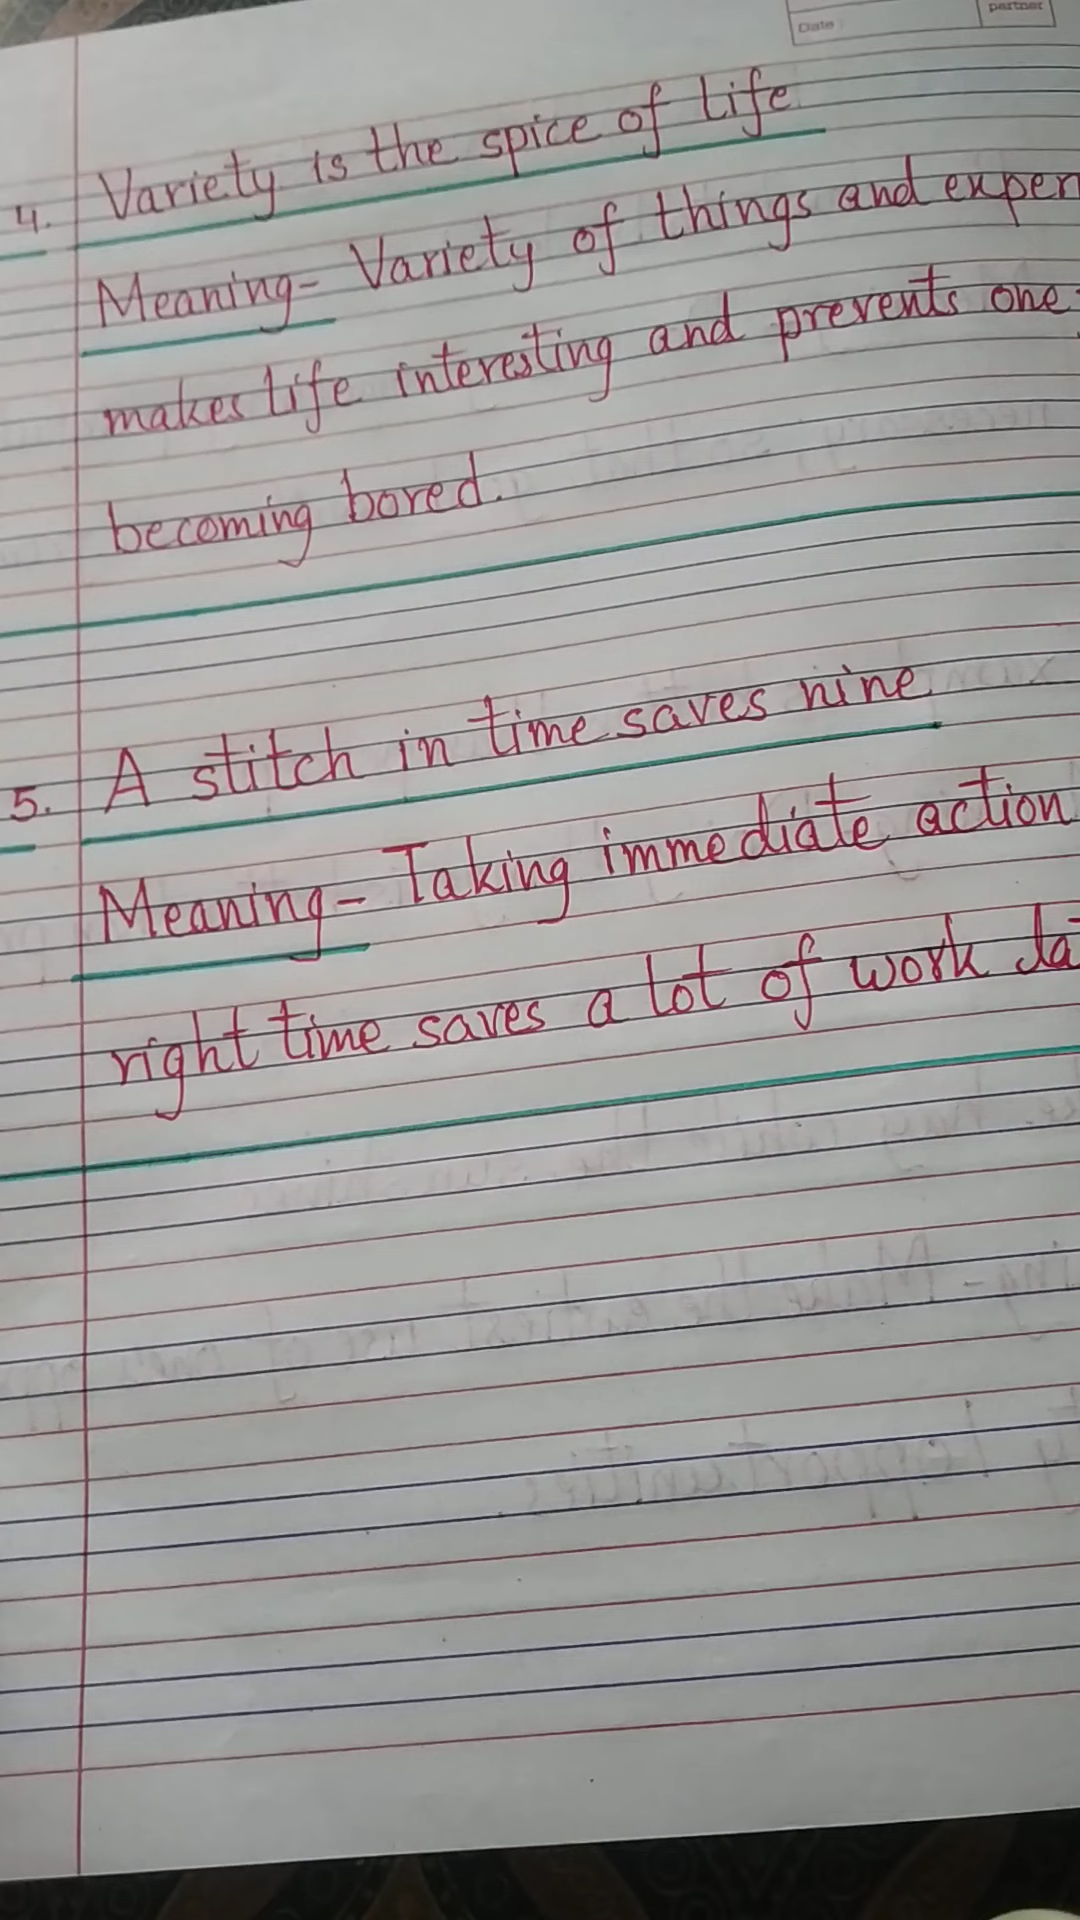 partner
Date
4. Variety is the spice of Life
Meaning- Variety of things and exper
makes life interesting and prevents one
becoming bored.
5. A stitch in time saves nine
Meaning- Taking immediate action
right time saves a lot of work la